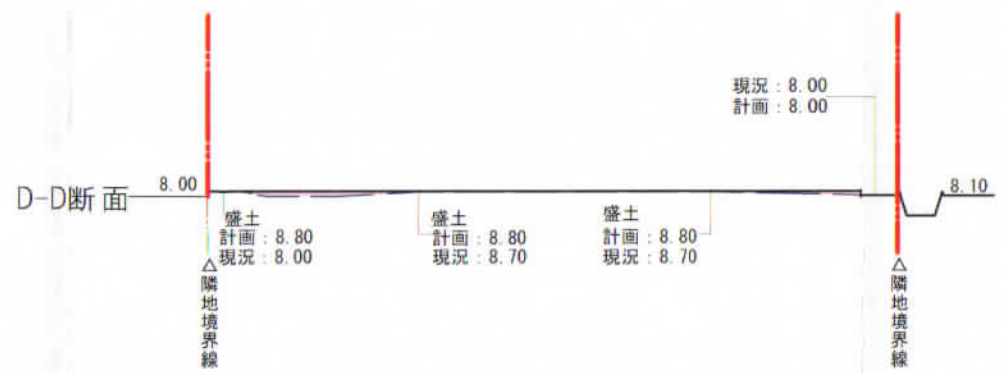 現況：8.00
計画：8.00
D-D断面
8.00
8.10
盛土
計画：8.80
現況：8.00
盛土
計画：8.80
現況：8.70
盛土
計画：8.80
現況：8.70
△隣地境界線
△隣地境界線